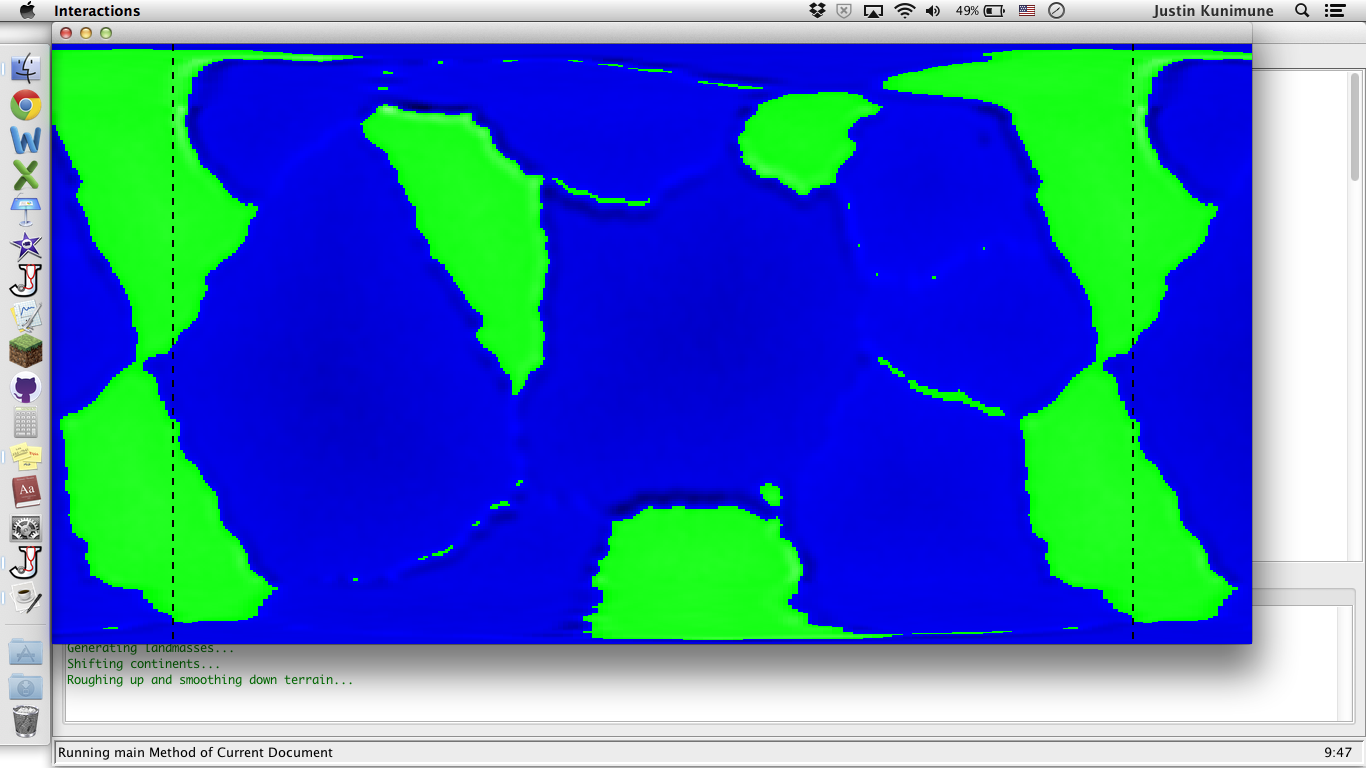 Interactions
49%
Justin Kunimune
W
X
Aa
Generating landmasses...
Shifting continents...
Roughing up and smoothing down terrain...
Running main Method of Current Document
9:47